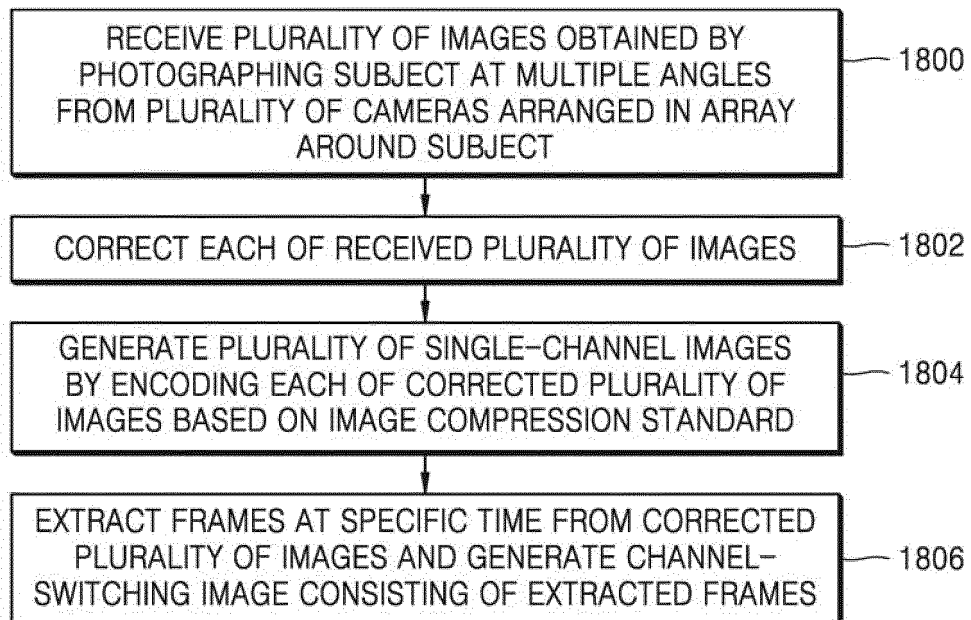 RECEIVE PLURALITY OF IMAGES OBTAINED BY
PHOTOGRAPHING SUBJECT AT MULTIPLE ANGLES
FROM PLURALITY OF CAMERAS ARRANGED IN ARRAY
AROUND SUBJECT
1800
CORRECT EACH OF RECEIVED PLURALITY OF IMAGES
1802
GENERATE PLURALITY OF SINGLE-CHANNEL IMAGES
BY ENCODING EACH OF CORRECTED PLURALITY OF
IMAGES BASED ON IMAGE COMPRESSION STANDARD
1804
EXTRACT FRAMES AT SPECIFIC TIME FROM CORRECTED
PLURALITY OF IMAGES AND GENERATE CHANNEL-
SWITCHING IMAGE CONSISTING OF EXTRACTED FRAMES
1806